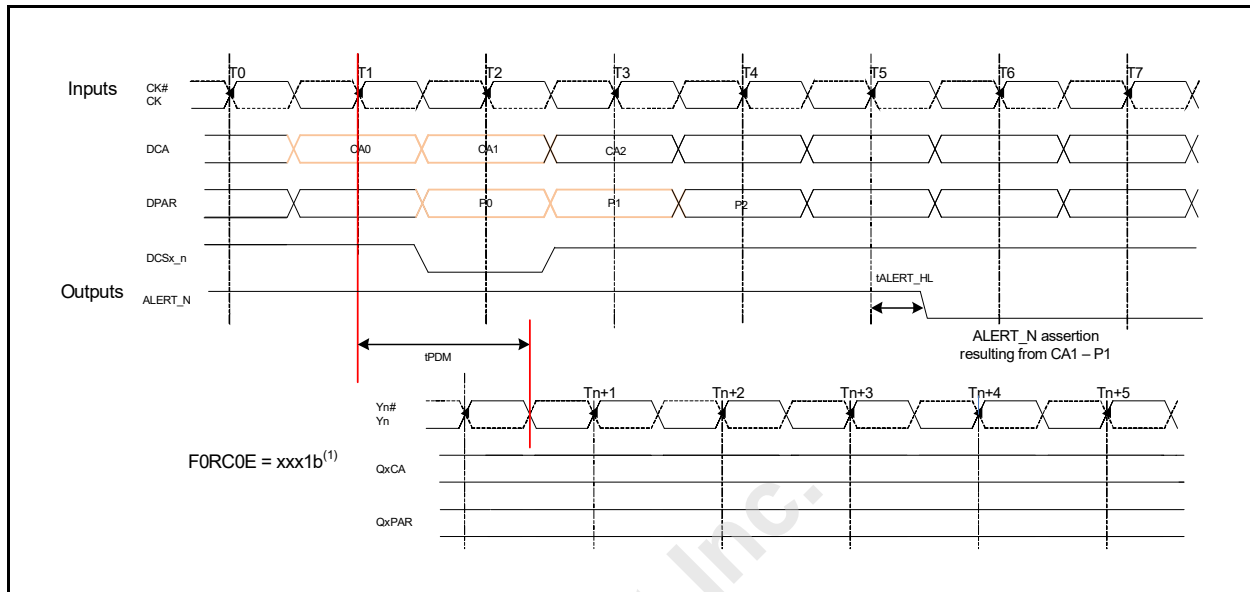 T0 T1 T2 T3 T4 T5 T6 T7
Inputs
CK#
CK
DCA CA0 CA1 CA2
DPAR P0 P1 P2
DCSx_n
Outputs
ALERT_N
tALERT_HL
ALERT_N assertion
resulting from CA1 – P1
tPDM
Tn+1 Tn+2 Tn+3 Tn+4 Tn+5
Yn#
Yn
F0RC0E = xxx1b(1)
QxCA
QxPAR
Inc.